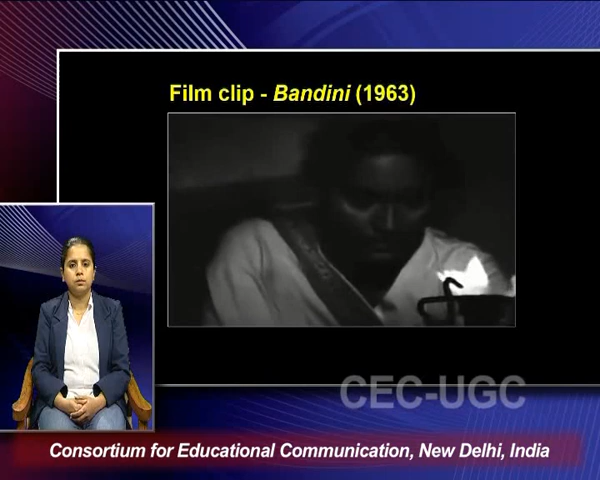 Film clip - Bandini (1963)
CEC-UGC
Consortium for Educational Communication, New Delhi, India